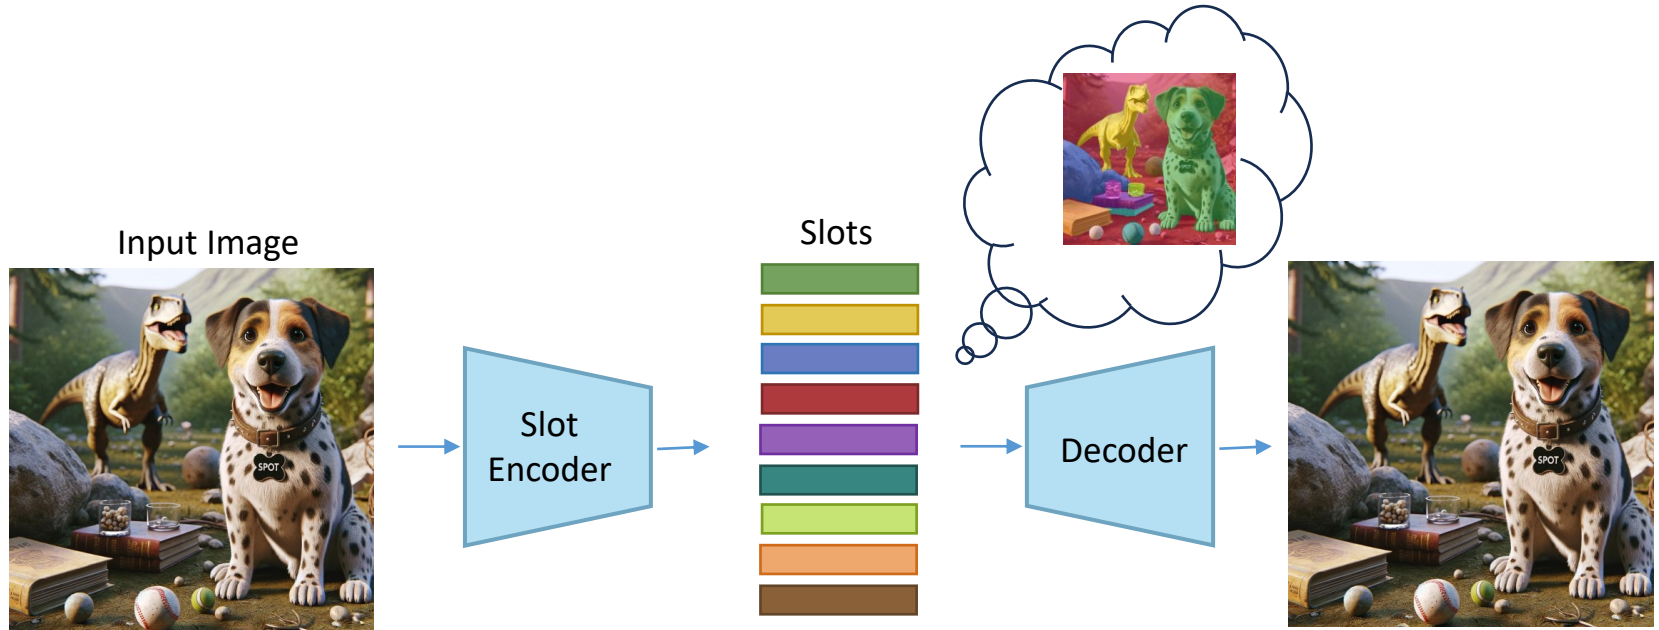 Input Image
SPOT
Slot
Encoder
Slots
Decoder
SPOT